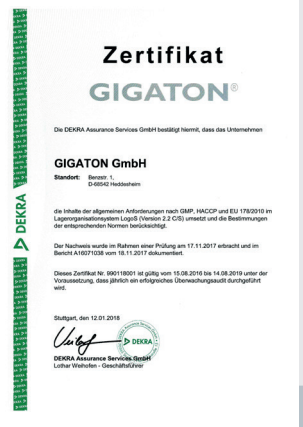 Zertifikat
GIGATON®
Die DEKRA Assurance Services GmbH bestätigt hiermit, dass das Unternehmen
GIGATON GmbH
Standort: Benzstr. 1,
D-68542 Heddesheim
die Inhalte der allgemeinen Anforderungen nach GMP, HACCP und EU 178/2010 im
Lagerorganisationsystem LogoS (Version 2.2 C/S) umsetzt und die Bestimmungen
der entsprechenden Normen berücksichtigt.
Der Nachweis wurde im Rahmen einer Prüfung am 17.11.2017 erbracht und im
Bericht A16071038 vom 18.11.2017 dokumentiert.
Dieses Zertifikat Nr. 990118001 ist gültig vom 15.08.2016 bis 14.08.2019 unter der
Voraussetzung, dass jährlich ein erfolgreiches Überwachungsaudit durchgeführt
wird.
Stuttgart, den 12.01.2018
DEKRA
DEKRA Assurance Services GmbH
Lothar Weihofen - Geschäftsführer
DEKRA